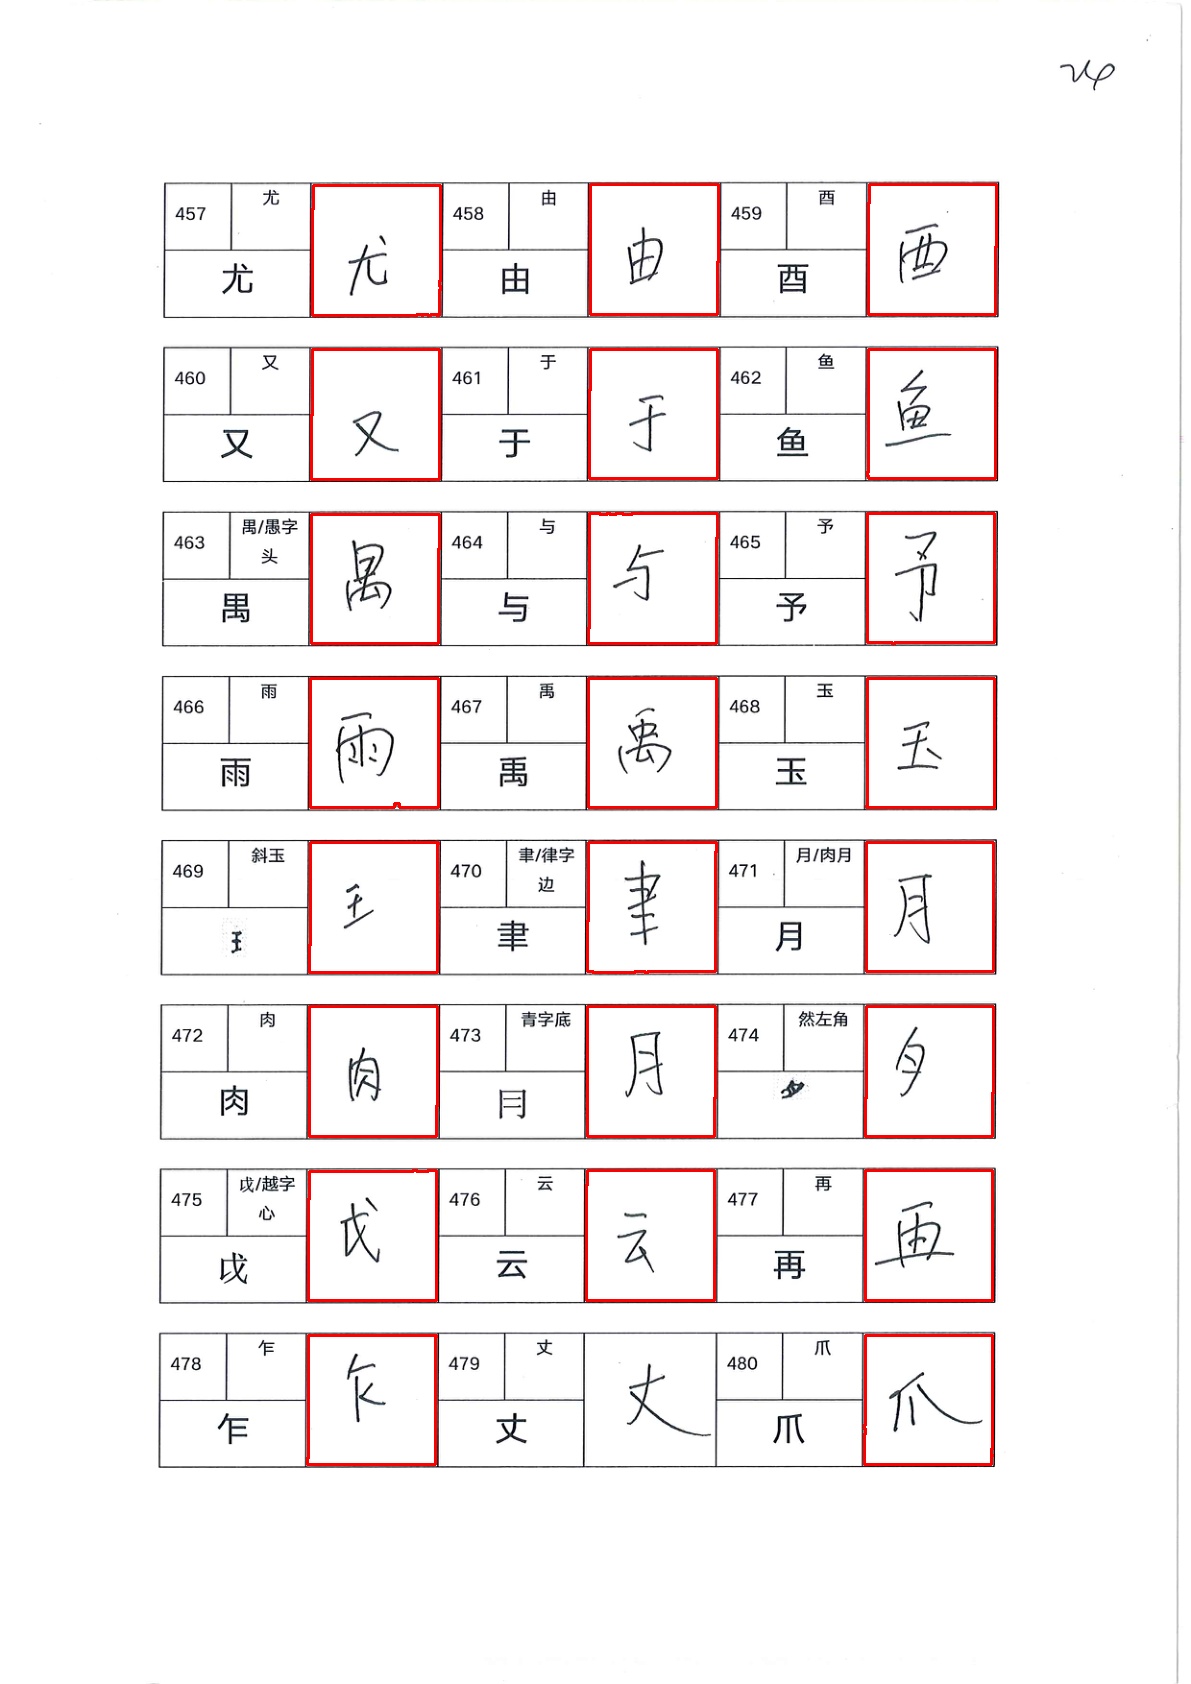 24
457 尤 尤 458 由 由 459 酉 酉
尤 由 酉
460 又 又 461 于 于 462 鱼 鱼
又 于 鱼
463 禺/愚字头 禺 464 与 与 465 予 予
禺 与 予
466 雨 雨 467 禹 禹 468 玉 玉
雨 禹 玉
469 斜玉 𤣩 470 聿/律字边 聿 471 月/肉月 月
𤣩 聿 月
472 肉 肉 473 青字底 月 474 然左角 夕
肉 冃
475 戉/越字心 戉 476 云 云 477 再 再
戉 云 再
478 乍 乍 479 丈 丈 480 爪 爪
乍 丈 爪